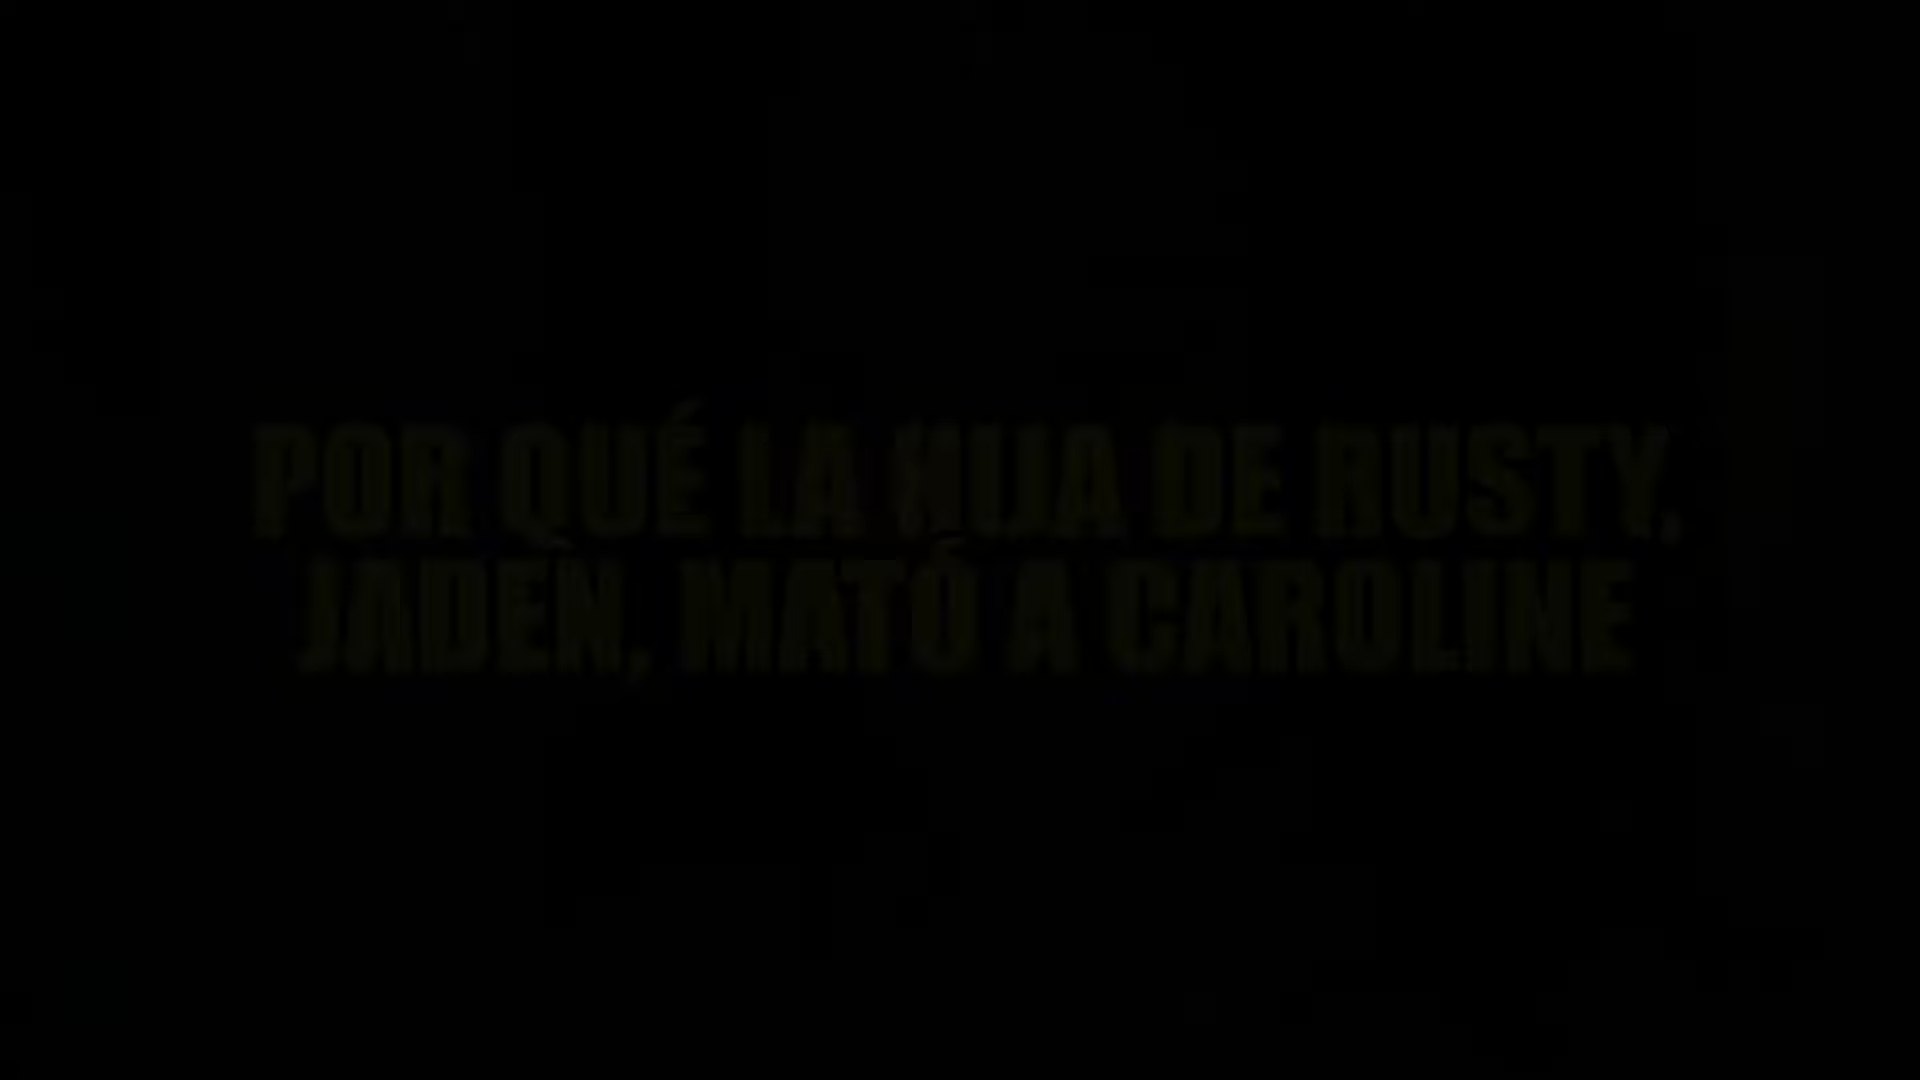 POR QUÉ LA HIJA DE RUSTY,
JADEN, MATÓ A CAROLINE